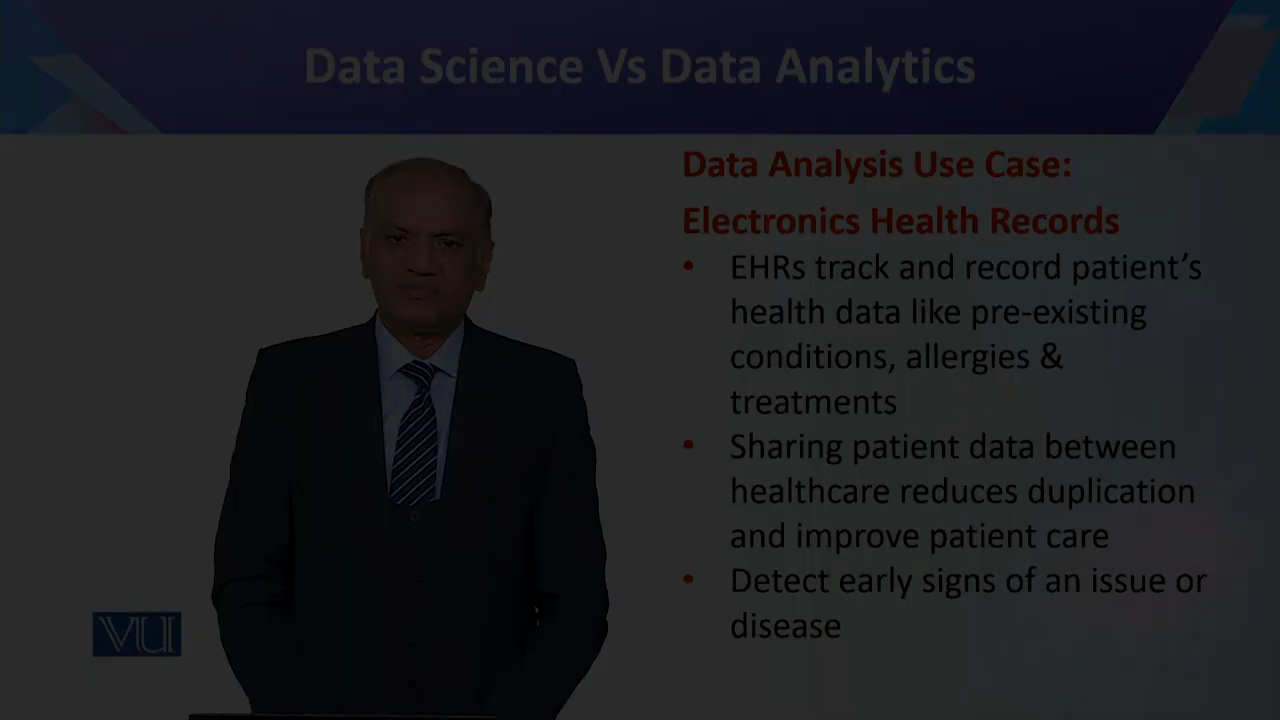 Data Science Vs Data Analytics
Data Analysis Use Case:
Electronics Health Records
• EHRs track and record patient’s
health data like pre-existing
conditions, allergies &
treatments
• Sharing patient data between
healthcare reduces duplication
and improve patient care
• Detect early signs of an issue or
disease
VU